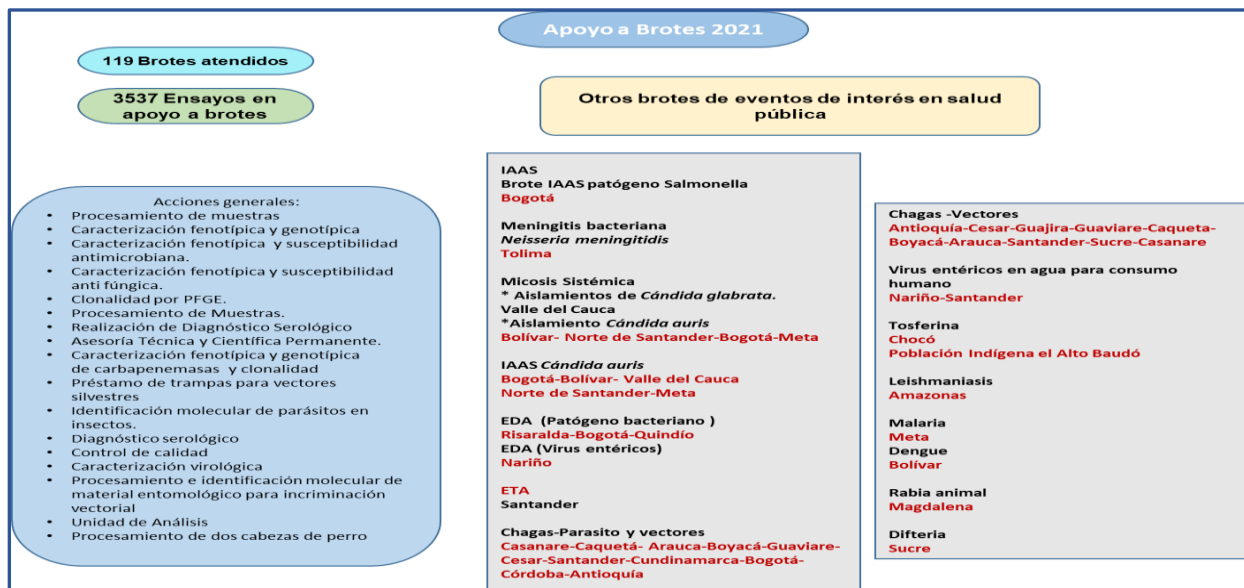 Apoyo a Brotes 2021
119 Brotes atendidos
3537 Ensayos en
apoyo a brotes
Otros brotes de eventos de interés en salud
pública
Acciones generales:
• Procesamiento de muestras
• Caracterización fenotípica y genotípica
• Caracterización fenotípica y susceptibilidad
antimicrobiana.
• Caracterización fenotípica y susceptibilidad
anti fúngica.
• Clonalidad por PFGE.
• Procesamiento de Muestras.
• Realización de Diagnóstico Serológico
• Asesoría Técnica y Científica Permanente.
• Caracterización fenotípica y genotípica
de carbapenemasas y clonalidad
• Préstamo de trampas para vectores
silvestres
• Identificación molecular de parásitos en
insectos.
• Diagnóstico serológico
• Control de calidad
• Caracterización virológica
• Procesamiento e identificación molecular de
material entomológico para incriminación
vectorial
• Unidad de Análisis
• Procesamiento de dos cabezas de perro
IAAS
Brote IAAS patógeno Salmonella
Bogotá
Meningitis bacteriana
Neisseria meningitidis
Tolima
Micosis Sistémica
* Aislamientos de Cándida glabrata.
Valle del Cauca
*Aislamiento Cándida auris
Bolívar- Norte de Santander-Bogotá-Meta
IAAS Cándida auris
Bogotá-Bolívar- Valle del Cauca
Norte de Santander-Meta
EDA (Patógeno bacteriano )
Risaralda-Bogotá-Quindío
EDA (Virus entéricos)
Nariño
ETA
Santander
Chagas-Parasito y vectores
Casanare-Caquetá- Arauca-Boyacá-Guaviare-
Cesar-Santander-Cundinamarca-Bogotá-
Córdoba-Antioquía
Chagas -Vectores
Antioquía-Cesar-Guajira-Guaviare-Caqueta-
Boyacá-Arauca-Santander-Sucre-Casanare
Virus entéricos en agua para consumo
humano
Nariño-Santander
Tosferina
Chocó
Población Indígena el Alto Baudó
Leishmaniasis
Amazonas
Malaria
Meta
Dengue
Bolívar
Rabia animal
Magdalena
Difteria
Sucre